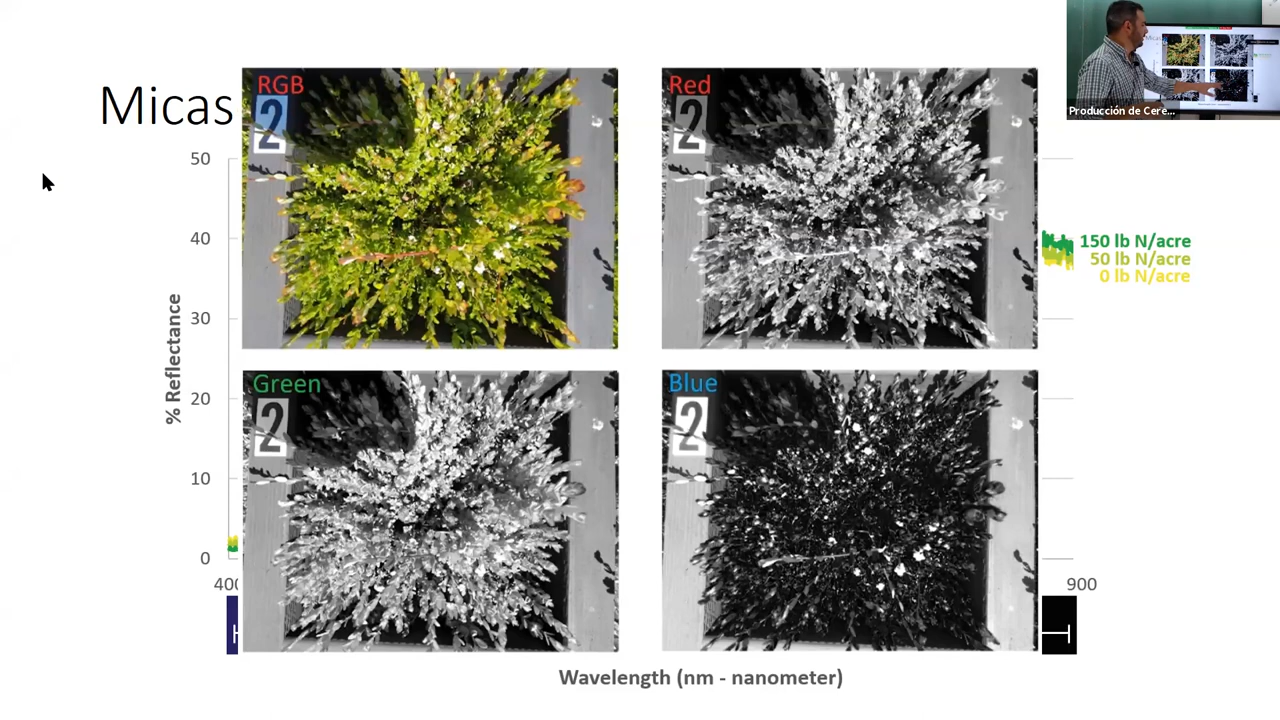 Micas
RGB
2
Red
2
50
40
30
20
10
0
% Reflectance
150 lb N/acre
50 lb N/acre
0 lb N/acre
Green
2
Blue
2
400
900
Wavelength (nm - nanometer)
Producción de Cere...